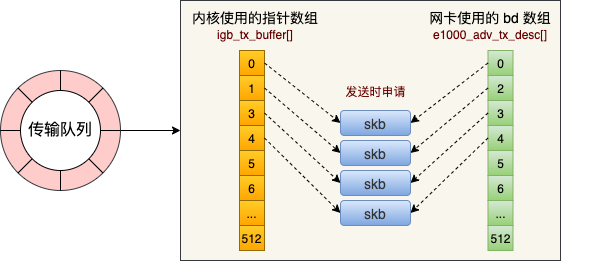 内核使用的指针数组
igb_tx_buffer[]
网卡使用的 bd 数组
e1000_adv_tx_desc[]
传输队列
发送时申请
0
1
3
4
5
6
...
512
skb
skb
skb
skb
0
2
3
4
5
6
...
512